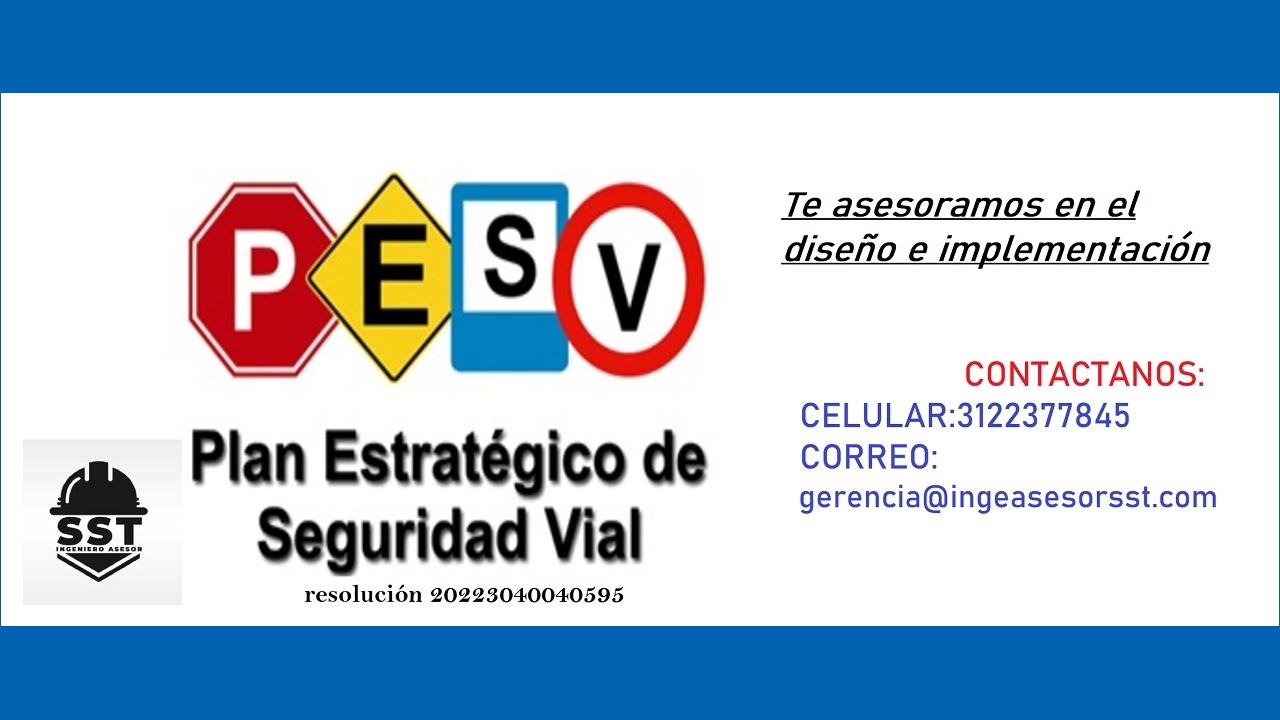 P E S V
Plan Estratégico de
Seguridad Vial
resolución 20223040040595
SST
INGENIERO ASESOR
Te asesoramos en el
diseño e implementación
CONTACTANOS:
CELULAR:3122377845
CORREO:
gerencia@ingeasesorsst.com